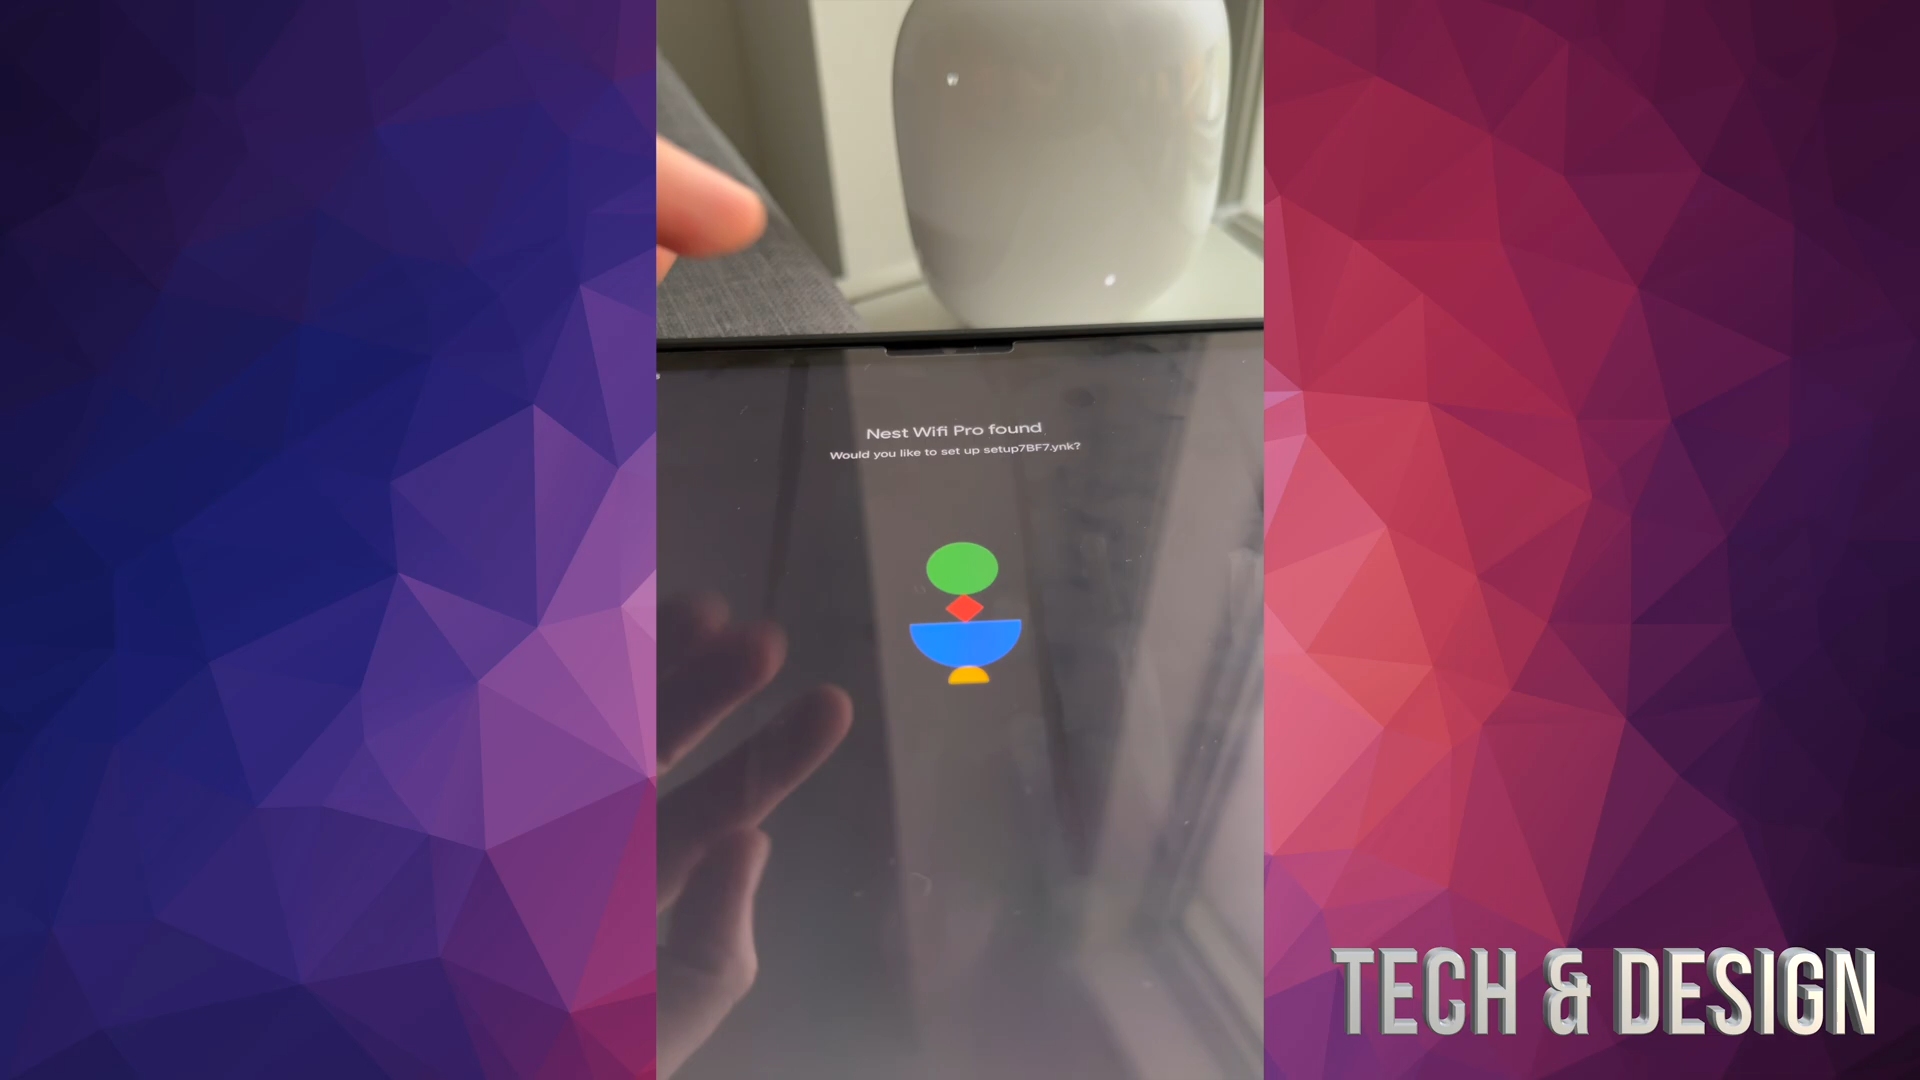 Nest Wifi Pro found
Would you like to set up setup7BF7.ynk?
TECH & DESIGN